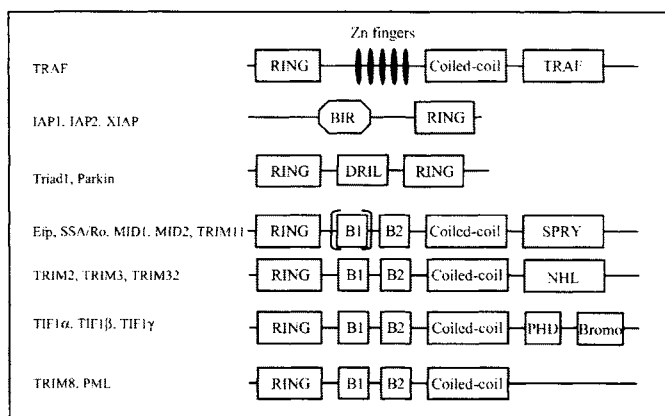 Zn fingers
TRAF RING Coiled-coil TRAF
IAP1, IAP2, XIAP BIR RING
Triad1, Parkin RING DRIL RING
Efp, SSA/Ro, MID1, MID2, TRIM11 RING B1 B2 Coiled-coil SPRY
TRIM2, TRIM3, TRIM32 RING B1 B2 Coiled-coil NHL
TIF1α, TIF1β, TIF1γ RING B1 B2 Coiled-coil PHD Bromo
TRIM8, PML RING B1 B2 Coiled-coil